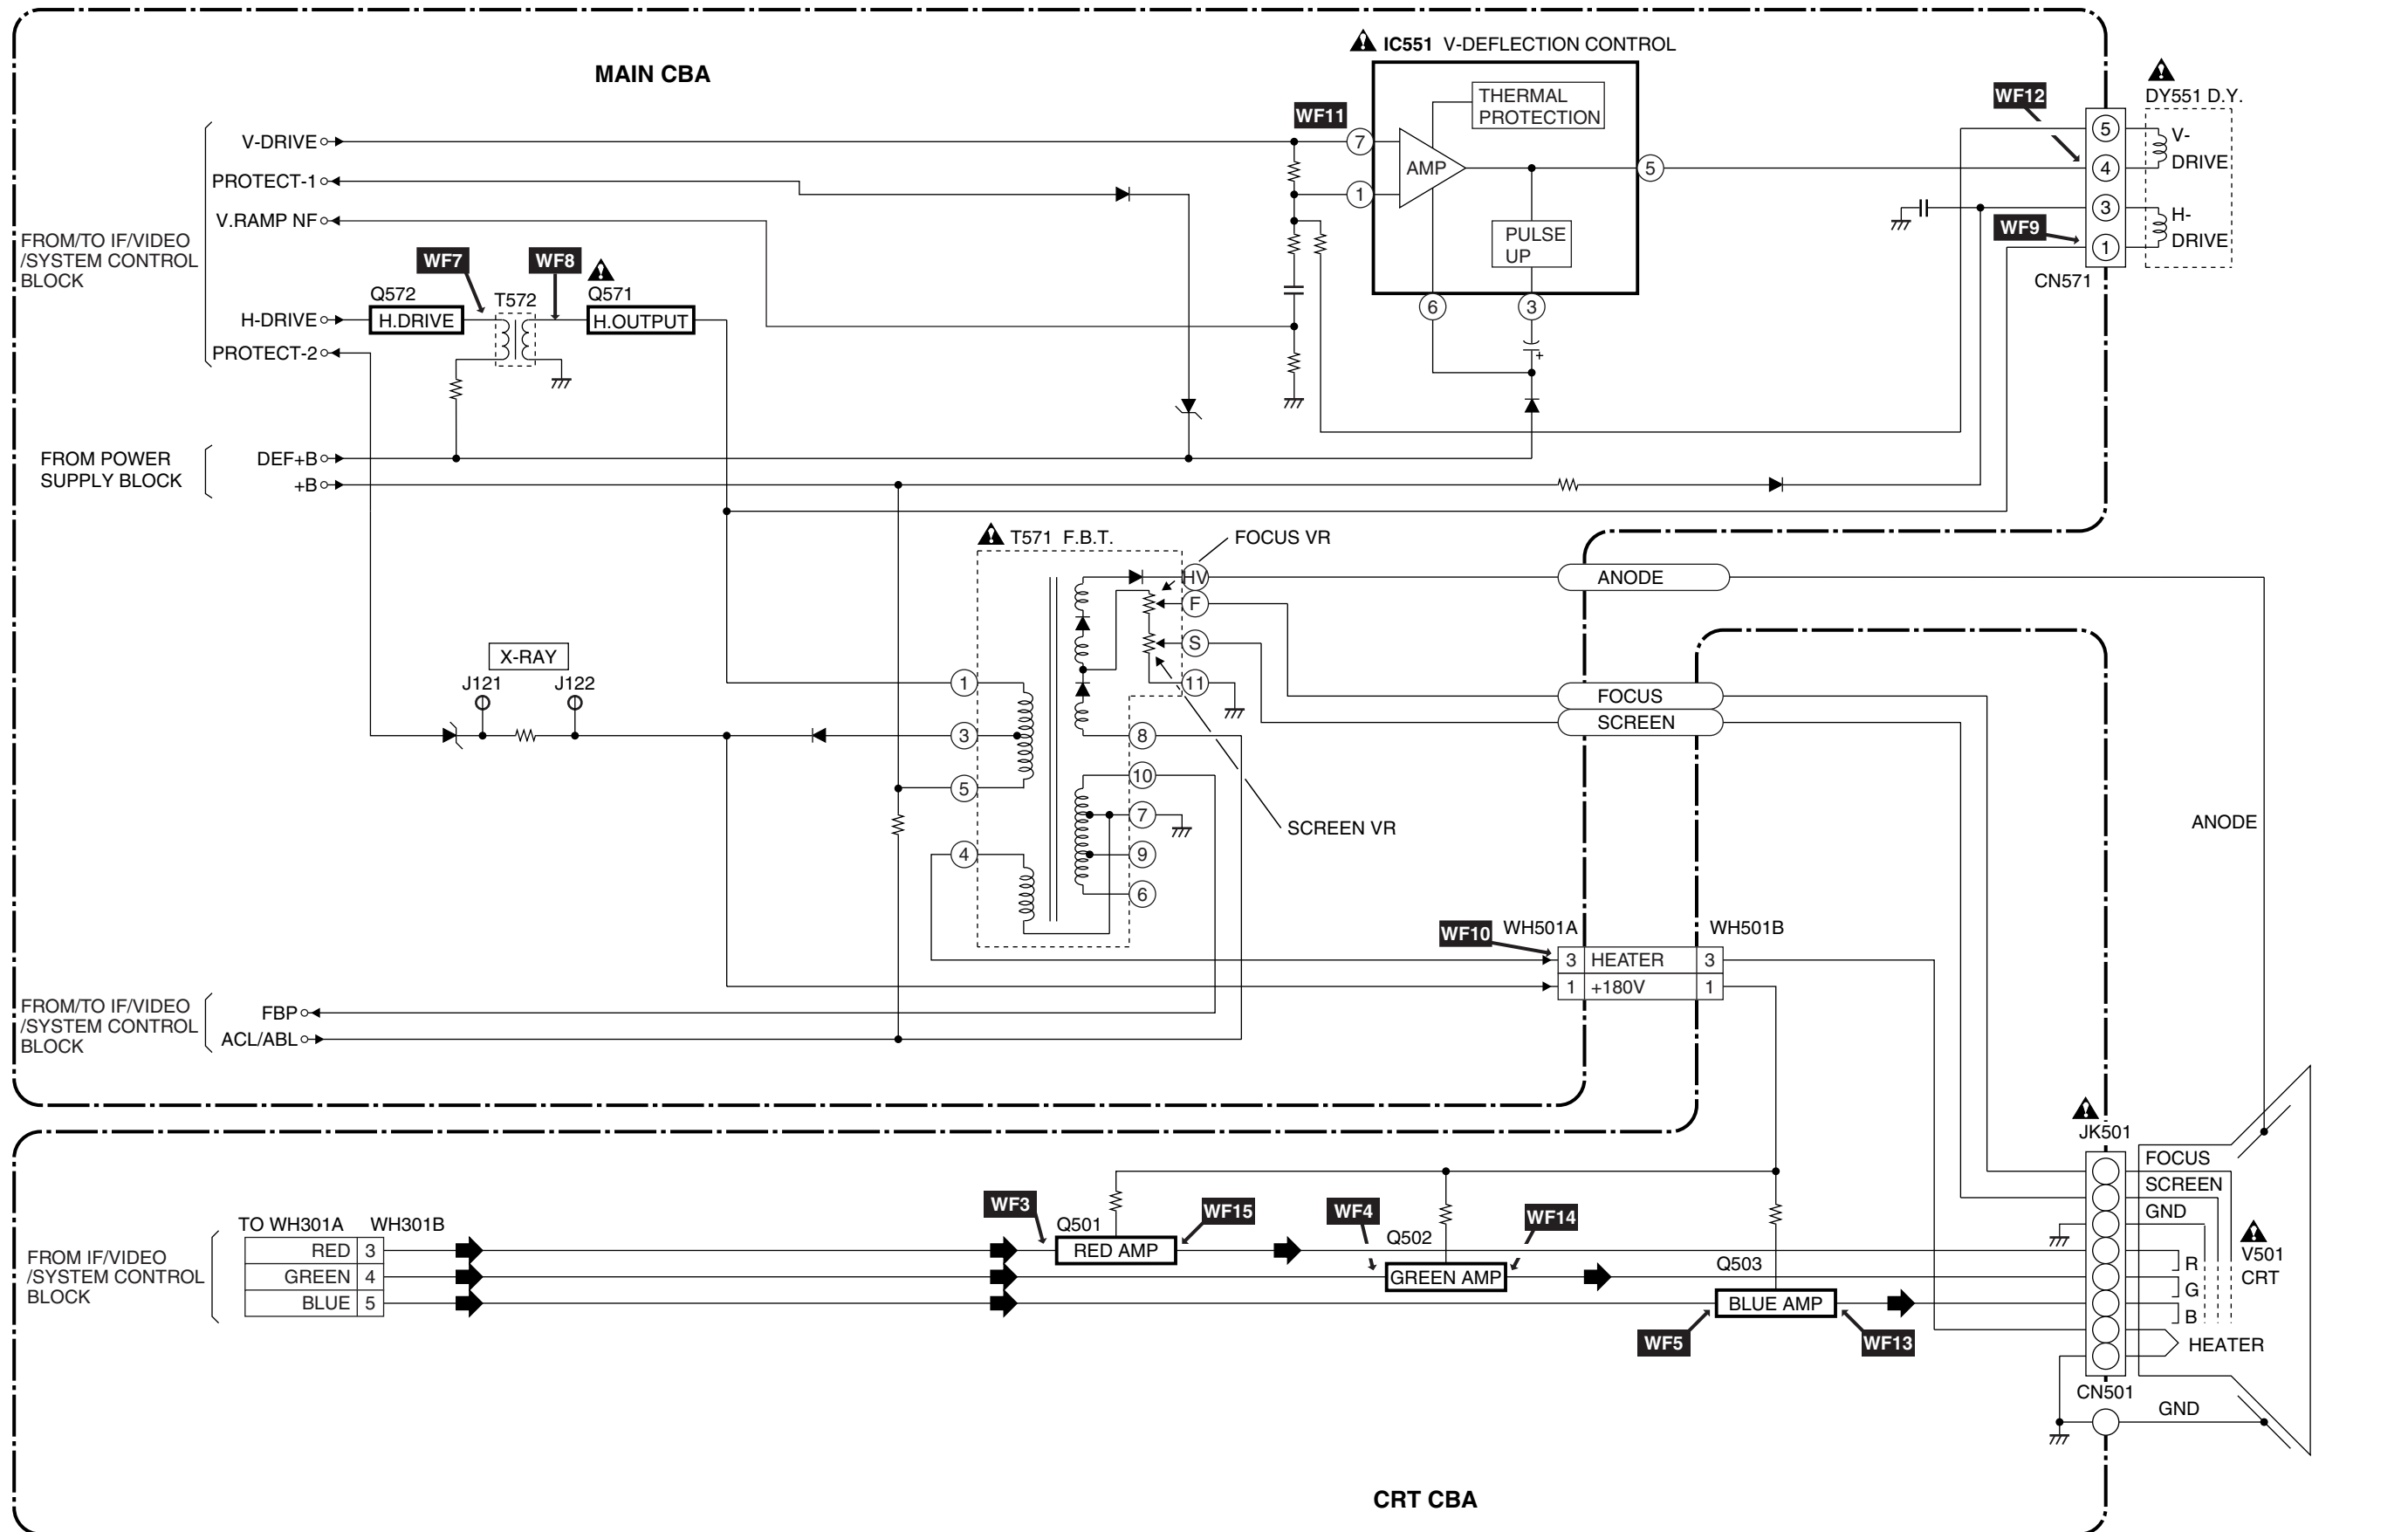 MAIN CBA
IC551 V-DEFLECTION CONTROL
THERMAL
PROTECTION
AMP
PULSE
UP
7
1
5
6
3
WF11
WF12
WF9
DY551 D.Y.
5
4
3
1
V-
DRIVE
H-
DRIVE
CN571
FROM/TO IF/VIDEO
/SYSTEM CONTROL
BLOCK
V-DRIVE
PROTECT-1
V.RAMP NF
H-DRIVE
PROTECT-2
WF7
WF8
Q572
H.DRIVE
T572
Q571
H.OUTPUT
FROM POWER
SUPPLY BLOCK
DEF+B
+B
T571 F.B.T.
FOCUS VR
HV
F
S
11
1
3
5
4
8
10
7
9
6
SCREEN VR
X-RAY
J121
J122
ANODE
FOCUS
SCREEN
ANODE
WF10
WH501A
WH501B
3 HEATER 3
1 +180V 1
FROM/TO IF/VIDEO
/SYSTEM CONTROL
BLOCK
FBP
ACL/ABL
FROM IF/VIDEO
/SYSTEM CONTROL
BLOCK
TO WH301A WH301B
RED 3
GREEN 4
BLUE 5
WF3
Q501
RED AMP
WF15
WF4
Q502
GREEN AMP
WF14
Q503
BLUE AMP
WF5
WF13
JK501
FOCUS
SCREEN
GND
R
G
B
HEATER
V501
CRT
CN501
GND
CRT CBA